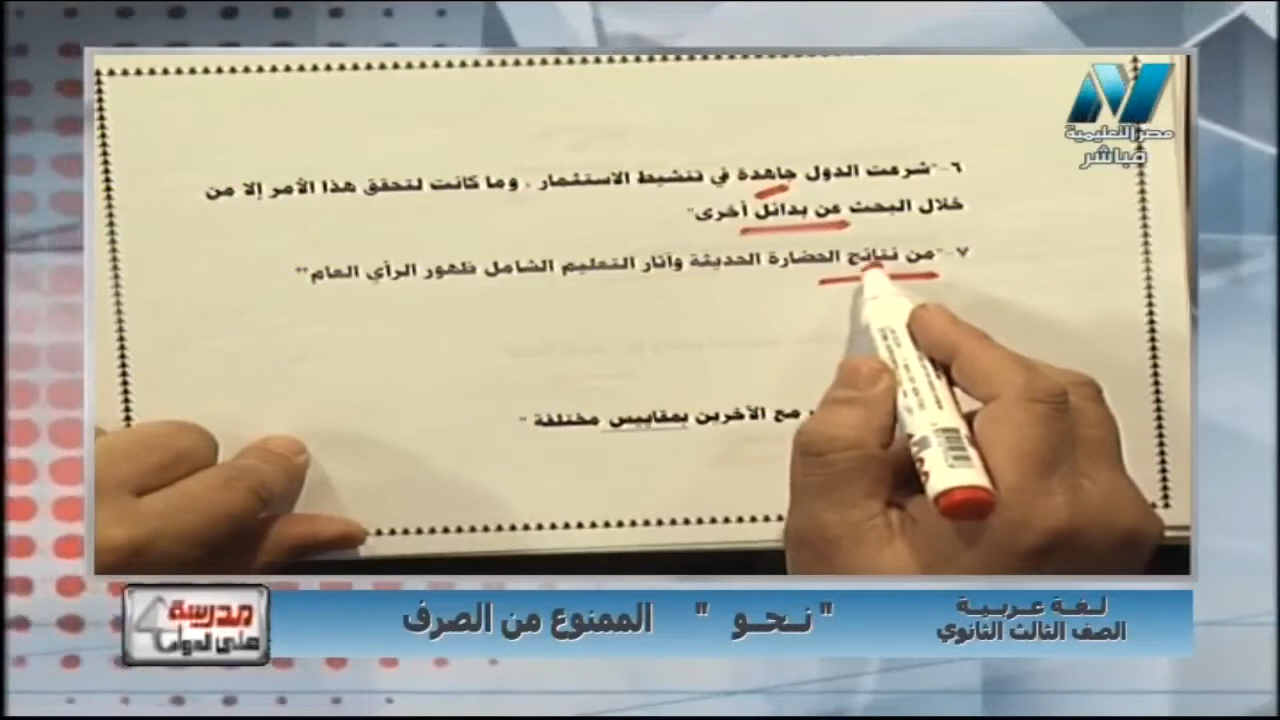 مصر التعليمية
مباشر
٦- "شرعت الدول جاهدة في تنشيط الاستثمار . وما كانت لتحقق هذا الأمر إلا من
خلال البحث عن بدائل أخرى"
٧- "من نتائج الحضارة الحديثة وآثار التعليم الشامل ظهور الرأي العام"
مع الآخرين بمقاييس مختلفة "
لغة عربية
الصف الثالث الثانوي
"نحو " الممنوع من الصرف
مدرسة
على الهواء
4